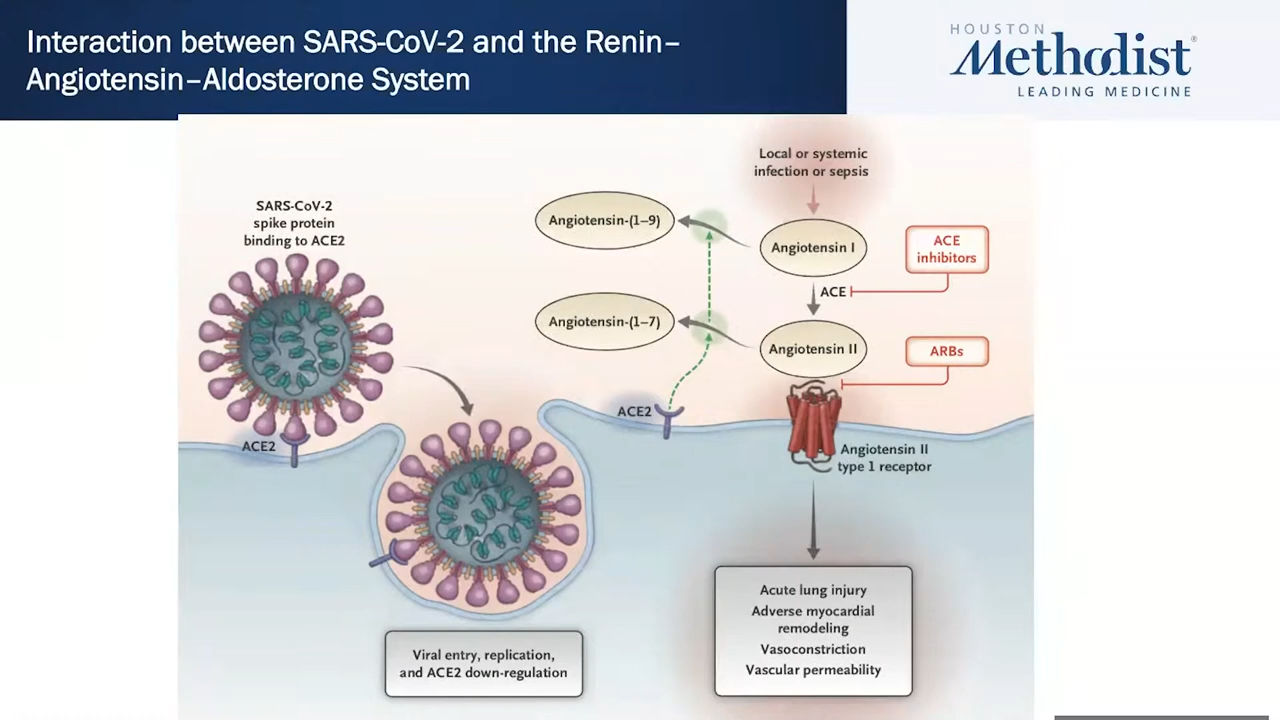 Interaction between SARS-CoV-2 and the Renin–
Angiotensin–Aldosterone System
HOUSTON
Methodist®
LEADING MEDICINE
SARS-CoV-2
spike protein
binding to ACE2
ACE2
Viral entry, replication,
and ACE2 down-regulation
Local or systemic
infection or sepsis
Angiotensin-(1–9)
Angiotensin I
ACE
inhibitors
ACE
Angiotensin-(1–7)
Angiotensin II
ARBs
ACE2
Angiotensin II
type 1 receptor
Acute lung injury
Adverse myocardial
remodeling
Vasoconstriction
Vascular permeability